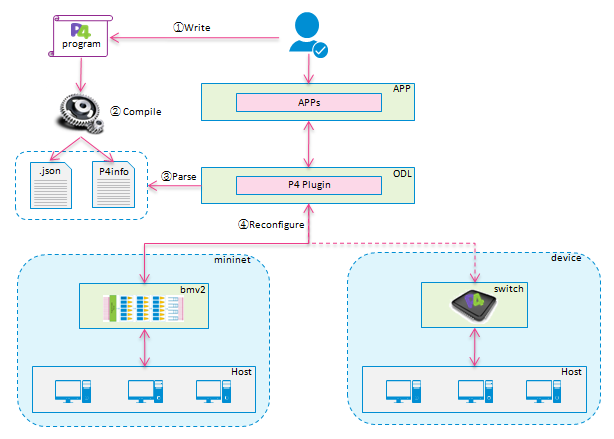 P4
program
①Write
② Compile
APP
APPs
.json
P4info
③Parse
ODL
P4 Plugin
④Reconfigure
mininet
device
bmv2
switch
P4
Host
Host